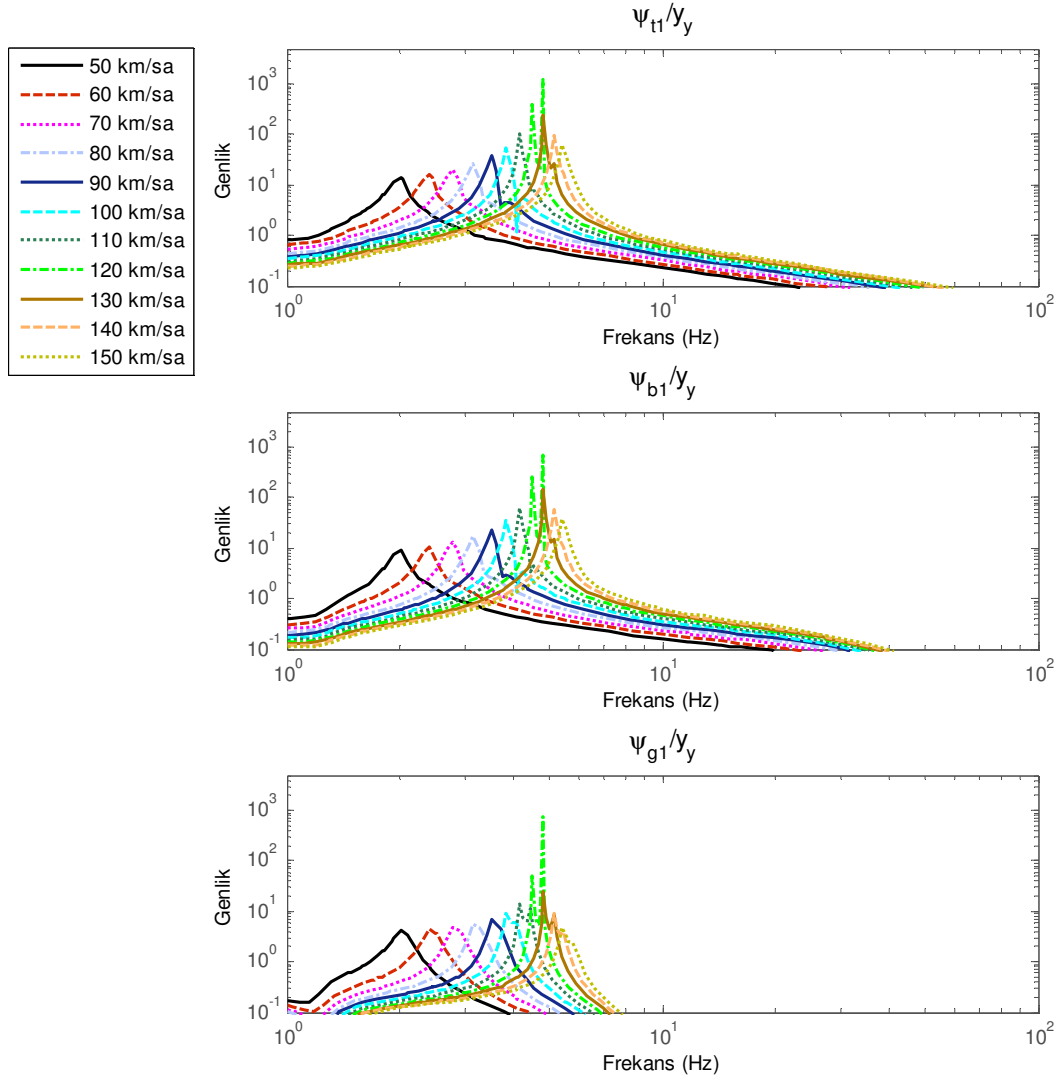 ψt1/yy
50 km/sa
60 km/sa
70 km/sa
80 km/sa
90 km/sa
100 km/sa
110 km/sa
120 km/sa
130 km/sa
140 km/sa
150 km/sa
Genlik
10^3
10^2
10^1
10^0
10^-1
10^0
10^1
10^2
Frekans (Hz)
ψb1/yy
Genlik
10^3
10^2
10^1
10^0
10^-1
10^0
10^1
10^2
Frekans (Hz)
ψg1/yy
Genlik
10^3
10^2
10^1
10^0
10^-1
10^0
10^1
10^2
Frekans (Hz)